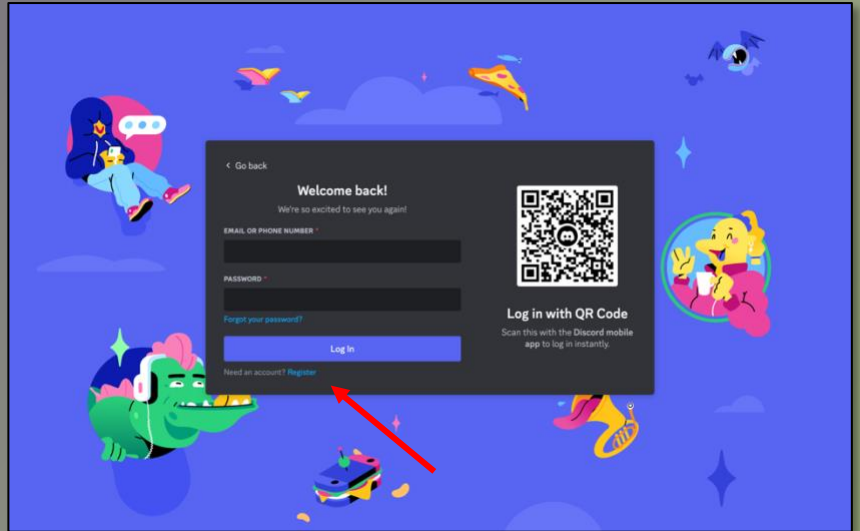 Go back
Welcome back!
We're so excited to see you again!
EMAIL OR PHONE NUMBER *
PASSWORD *
Forgot your password?
Log In
Need an account? Register
Log in with QR Code
Scan this with the Discord mobile
app to log in instantly.